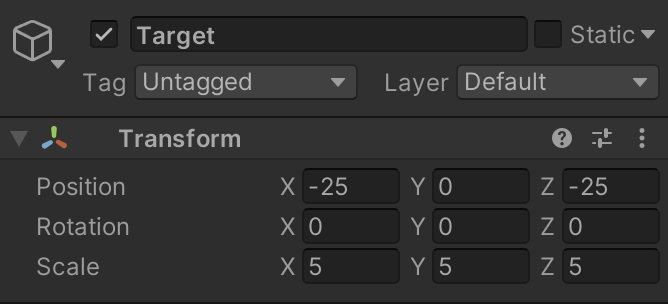 Target Static
Tag Untagged Layer Default
Transform
Position X -25 Y 0 Z -25
Rotation X 0 Y 0 Z 0
Scale X 5 Y 5 Z 5